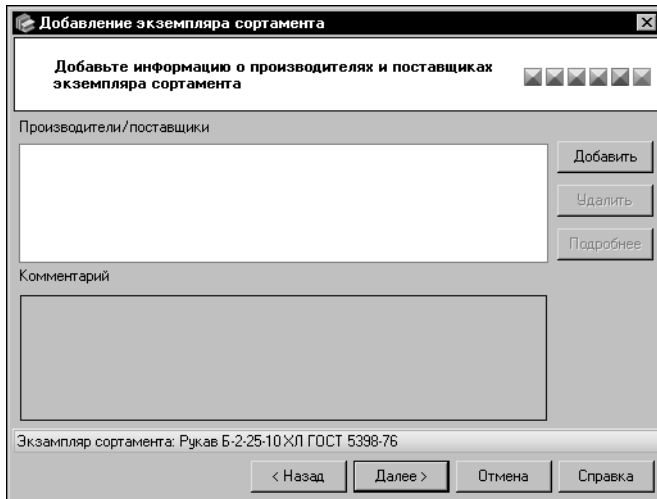 Добавление экземпляра сортамента
Добавьте информацию о производителях и поставщиках
экземпляра сортамента
Производители/поставщики
Добавить
Удалить
Подробнее
Комментарий
Экзампляр сортамента: Рукав Б-2-25-10 ХЛ ГОСТ 5398-76
< Назад
Далее >
Отмена
Справка